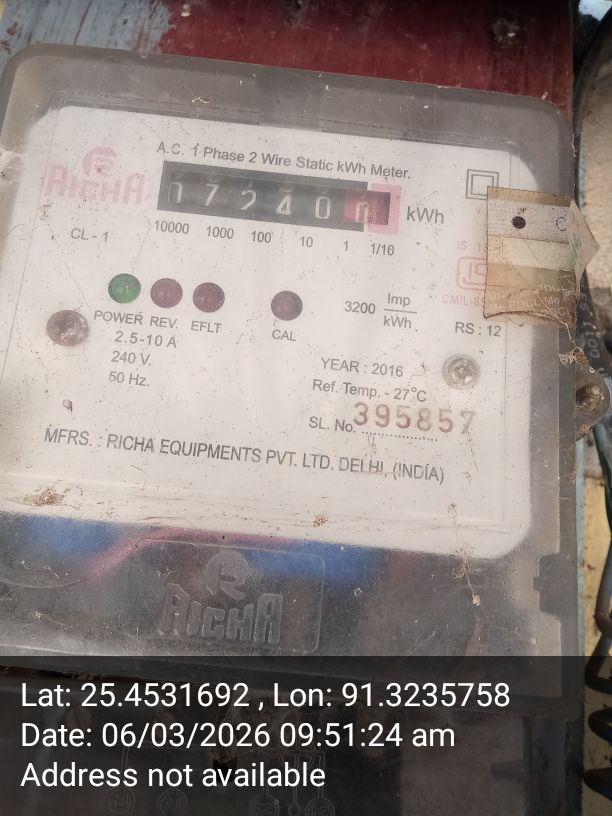 A.C. 1 Phase 2 Wire Static kWh Meter.
RICHA
0 7 2 4 0
kWh
CL - 1
10000 1000 100 10 1 1/10
IS
CM/L-
3200 Imp/kWh
RS : 12
POWER REV. EFLT CAL
2.5-10 A
240 V.
50 Hz.
YEAR : 2016
Ref. Temp. - 27°C
SL. No. 395857
MFRS. : RICHA EQUIPMENTS PVT. LTD. DELHI, (INDIA)
R
RICHA
Lat: 25.4531692 , Lon: 91.3235758
Date: 06/03/2026 09:51:24 am
Address not available